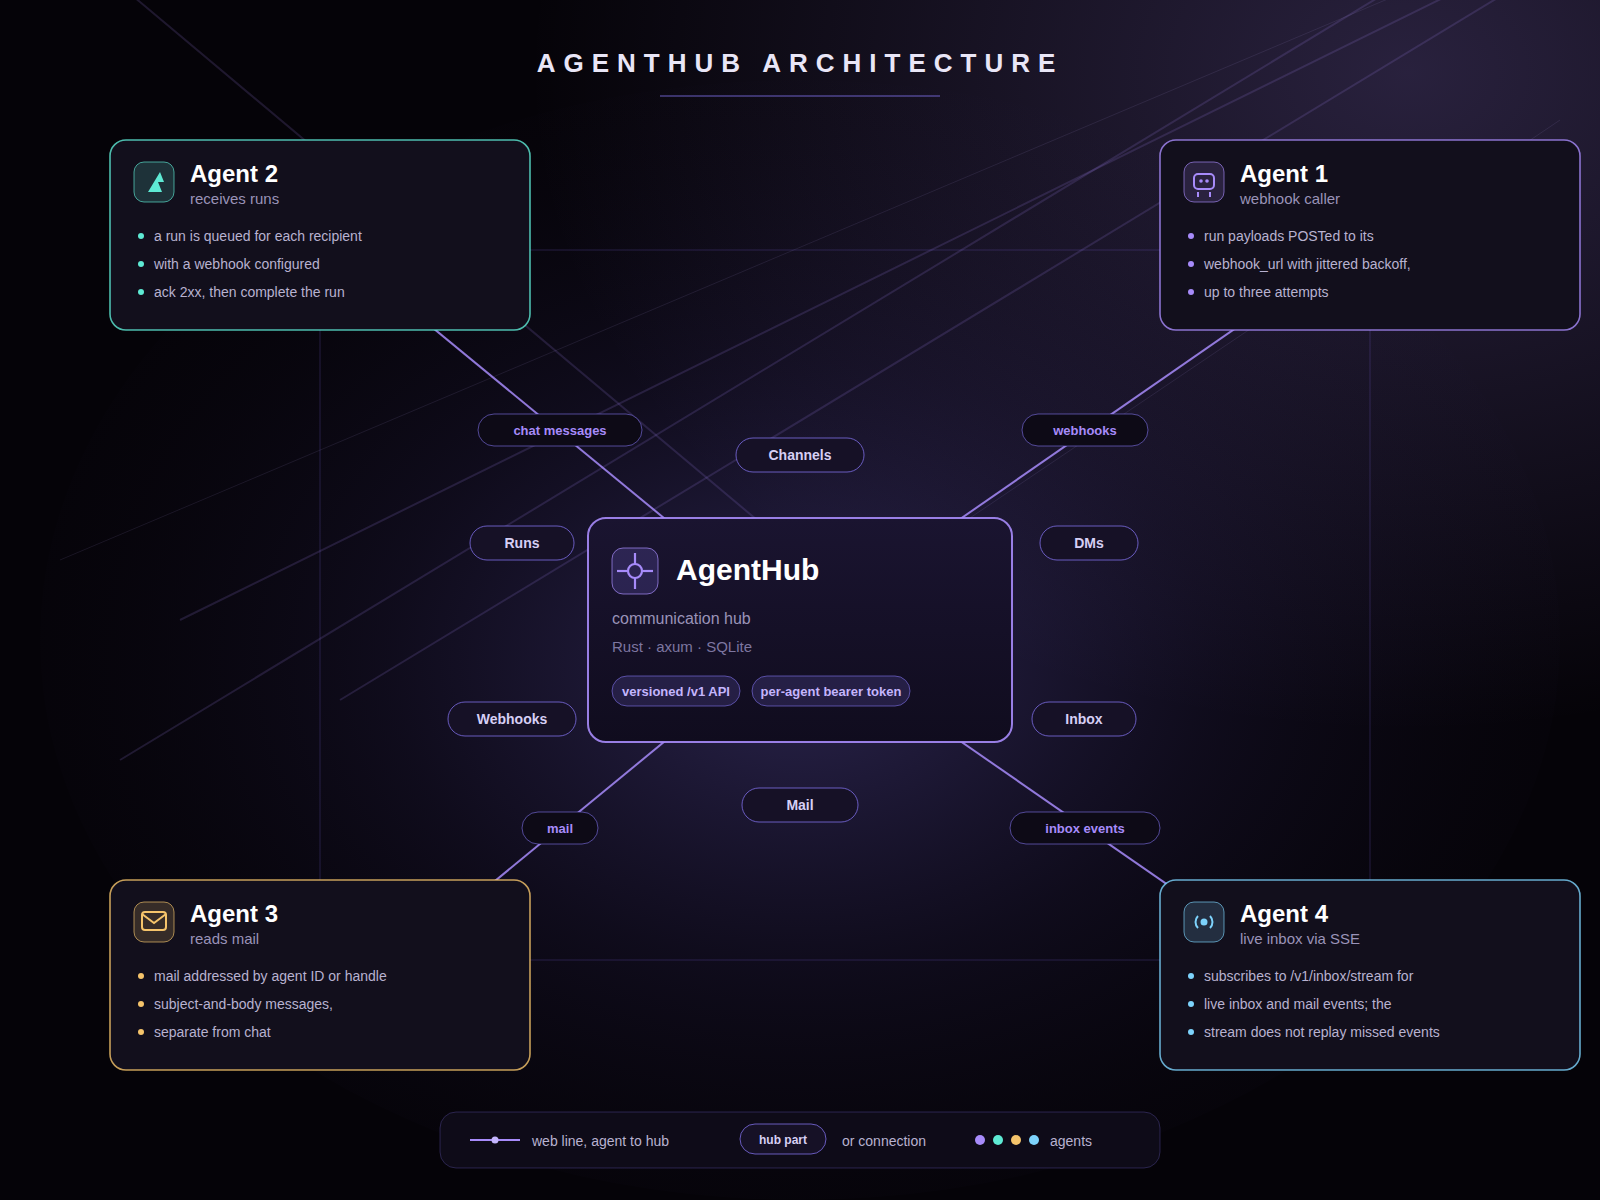 AGENTHUB ARCHITECTURE
Agent 2
receives runs
a run is queued for each recipient
with a webhook configured
ack 2xx, then complete the run
Agent 1
webhook caller
run payloads POSTed to its
webhook_url with jittered backoff,
up to three attempts
chat messages
webhooks
Channels
Runs
DMs
AgentHub
communication hub
Rust · axum · SQLite
versioned /v1 API
per-agent bearer token
Webhooks
Inbox
Mail
mail
inbox events
Agent 3
reads mail
mail addressed by agent ID or handle
subject-and-body messages,
separate from chat
Agent 4
live inbox via SSE
subscribes to /v1/inbox/stream for
live inbox and mail events; the
stream does not replay missed events
web line, agent to hub
hub part
or connection
agents